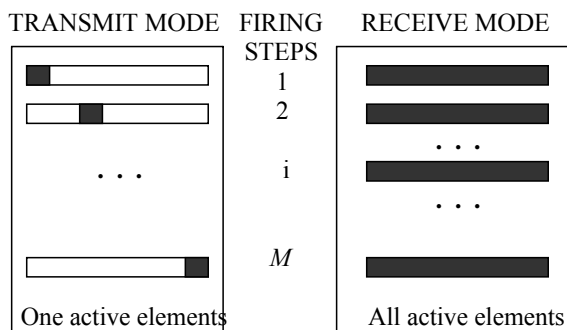 TRANSMIT MODE FIRING STEPS RECEIVE MODE
1
2
. . .
. . . i
. . .
M
One active elements All active elements